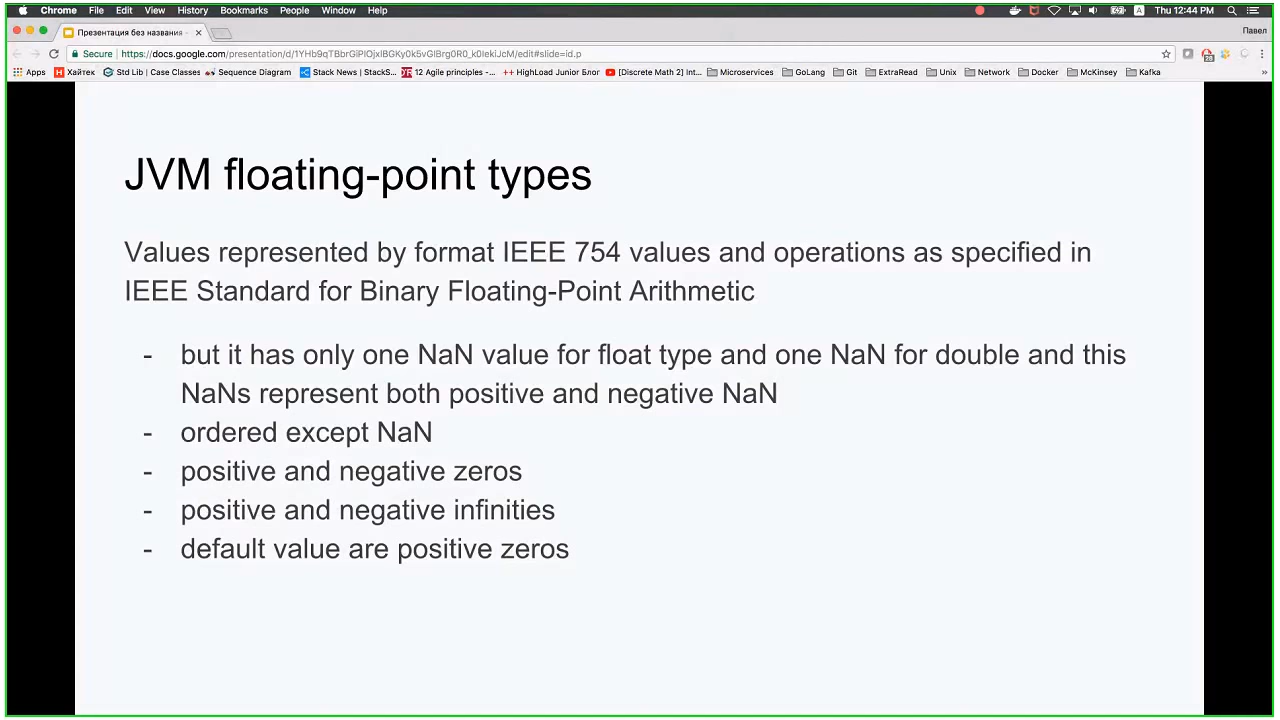 Chrome File Edit View History Bookmarks People Window Help Thu 12:44 PM
Презентация без названия - Павел
Secure https://docs.google.com/presentation/d/
Apps Хайтек Std Lib | Case Classes Sequence Diagram Stack News | StackS... 12 Agile principles -... HighLoad Junior Блог [Discrete Math 2] Int... Microservices GoLang Git ExtraRead Unix Network Docker McKinsey Kafka »
JVM floating-point types
Values represented by format IEEE 754 values and operations as specified in
IEEE Standard for Binary Floating-Point Arithmetic
- but it has only one NaN value for float type and one NaN for double and this
NaNs represent both positive and negative NaN
- ordered except NaN
- positive and negative zeros
- positive and negative infinities
- default value are positive zeros